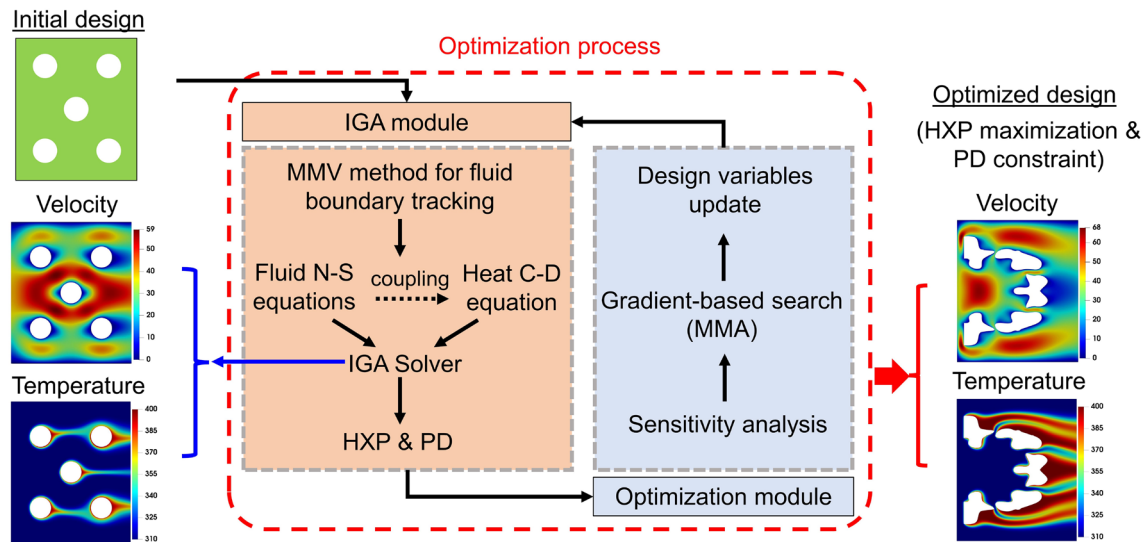 Initial design
Optimization process
IGA module
MMV method for fluid
boundary tracking
Fluid N-S
equations
coupling
Heat C-D
equation
IGA Solver
HXP & PD
Design variables
update
Gradient-based search
(MMA)
Sensitivity analysis
Optimization module
Velocity
59
50
40
30
20
10
0
Temperature
400
385
370
355
340
325
310
Optimized design
(HXP maximization &
PD constraint)
Velocity
68
60
50
40
30
20
10
0
Temperature
400
385
370
356
340
325
310